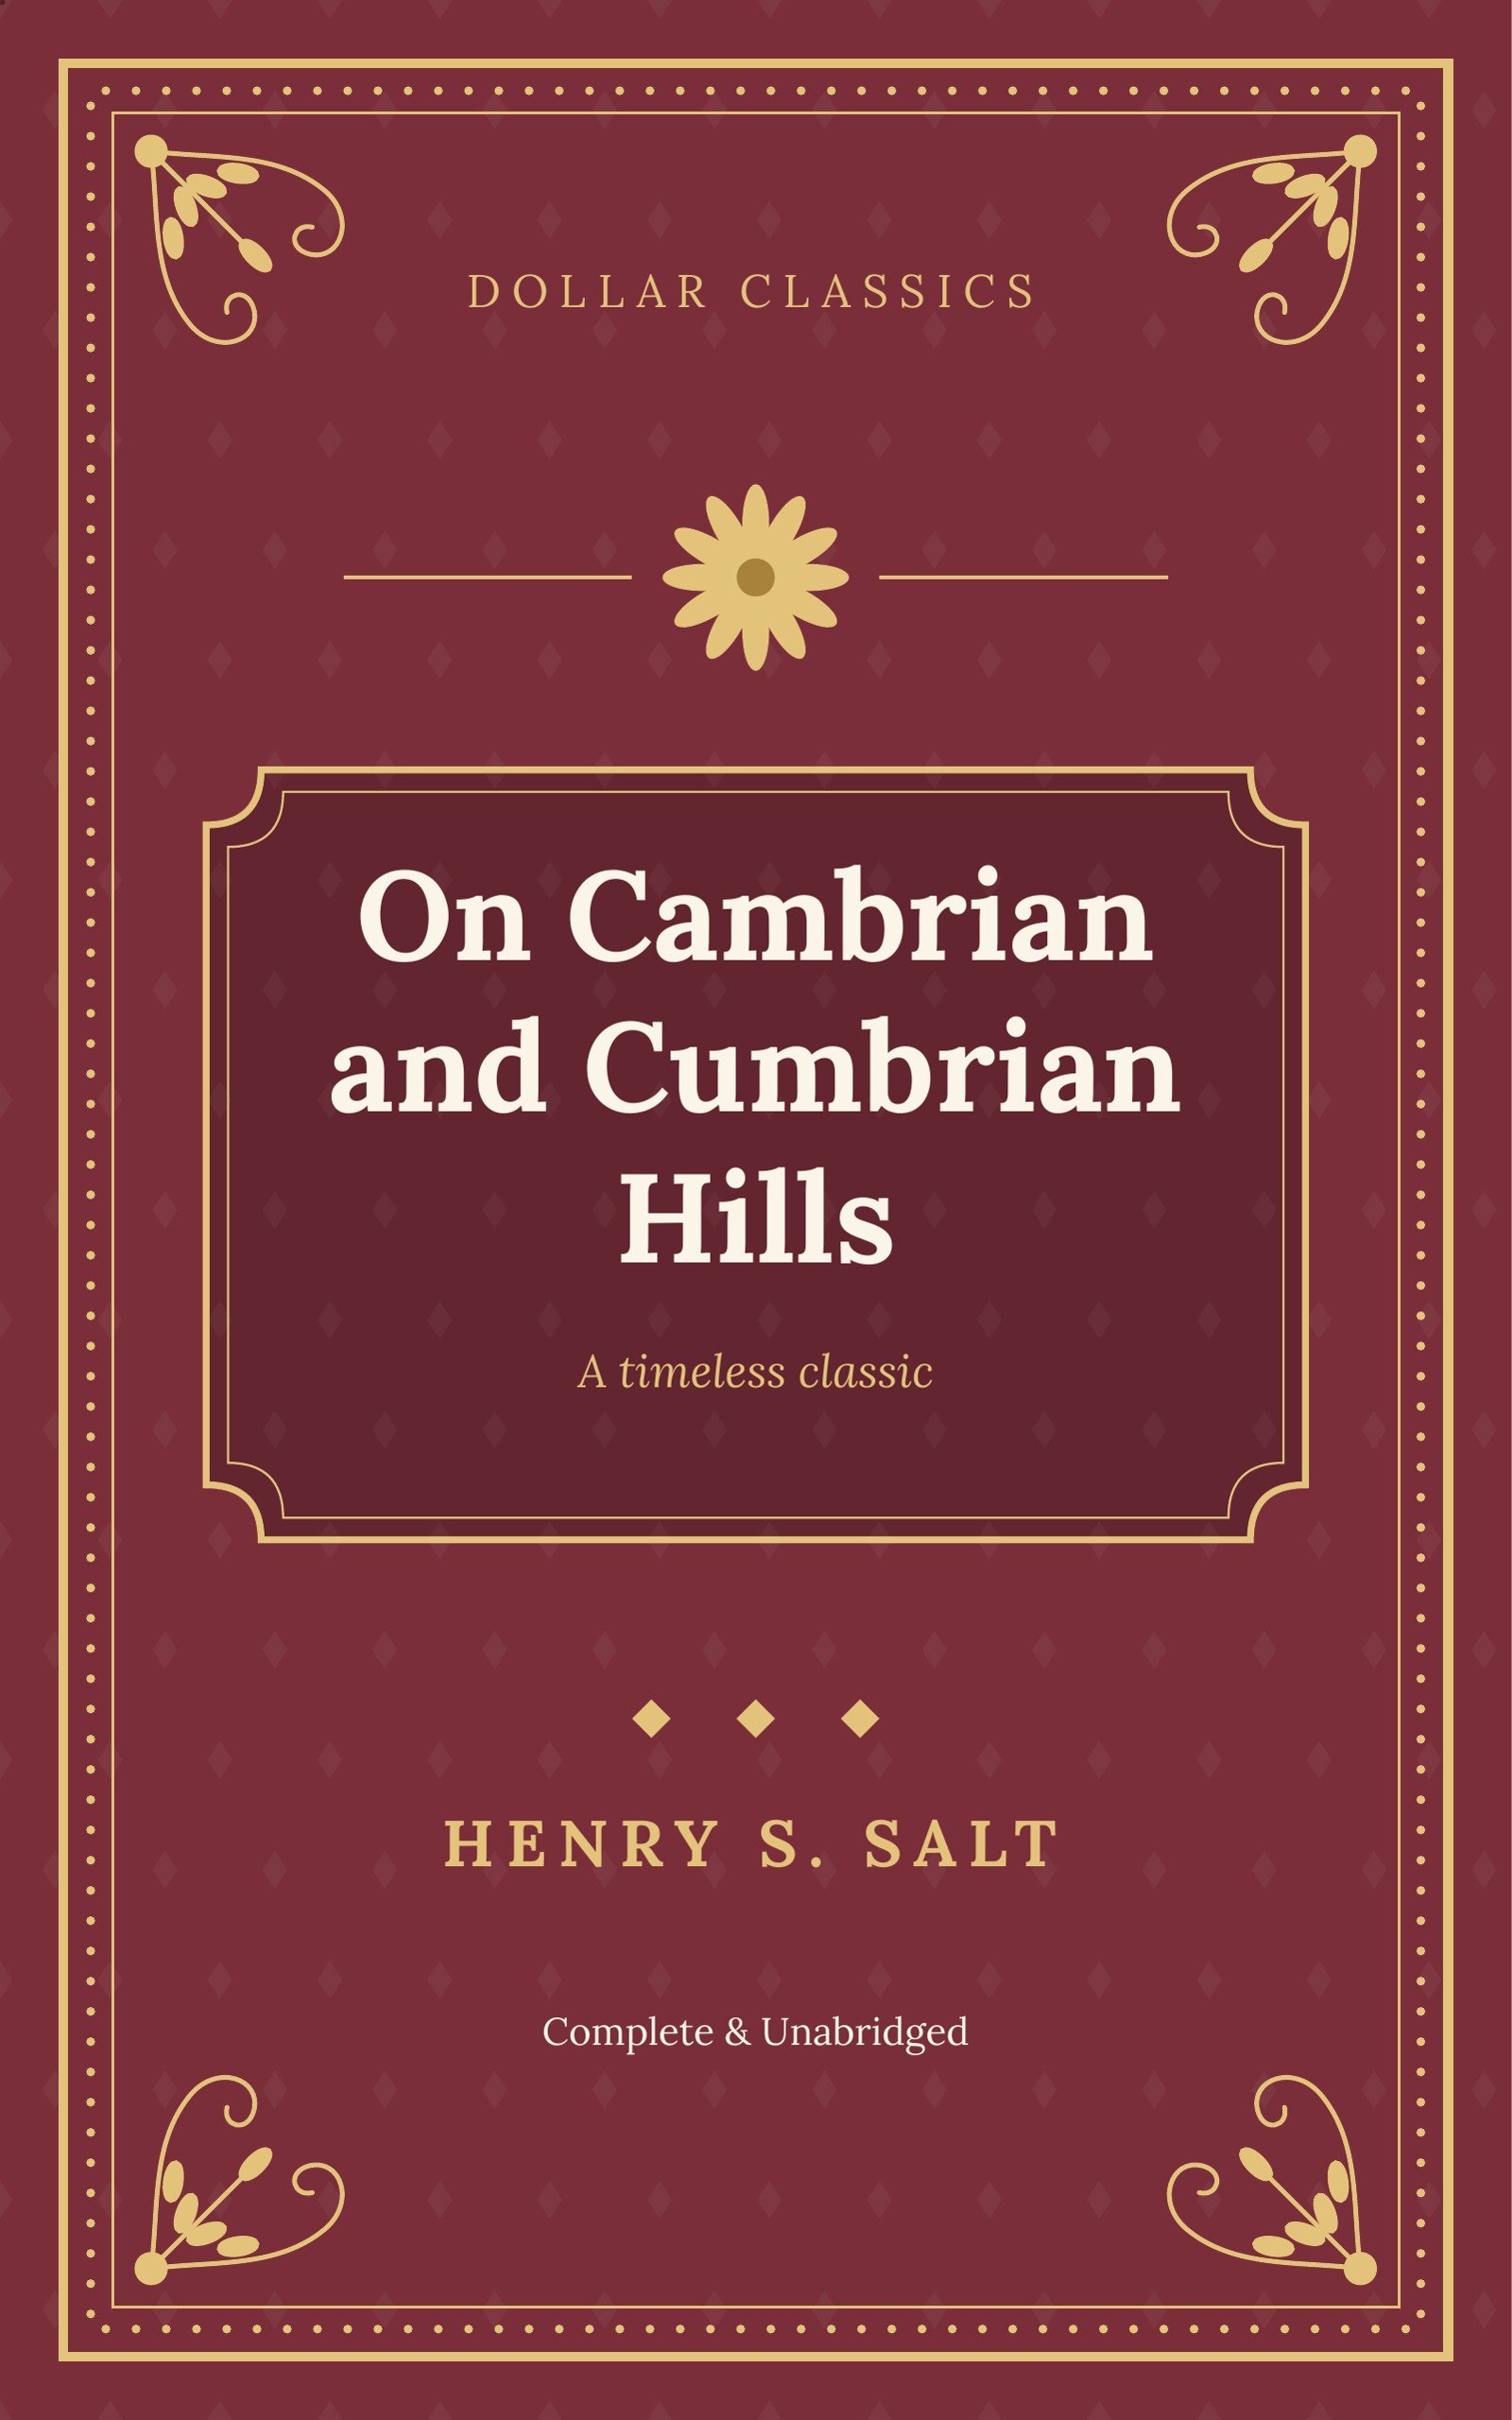 DOLLAR CLASSICS
On Cambrian
and Cumbrian
Hills
A timeless classic
HENRY S. SALT
Complete & Unabridged